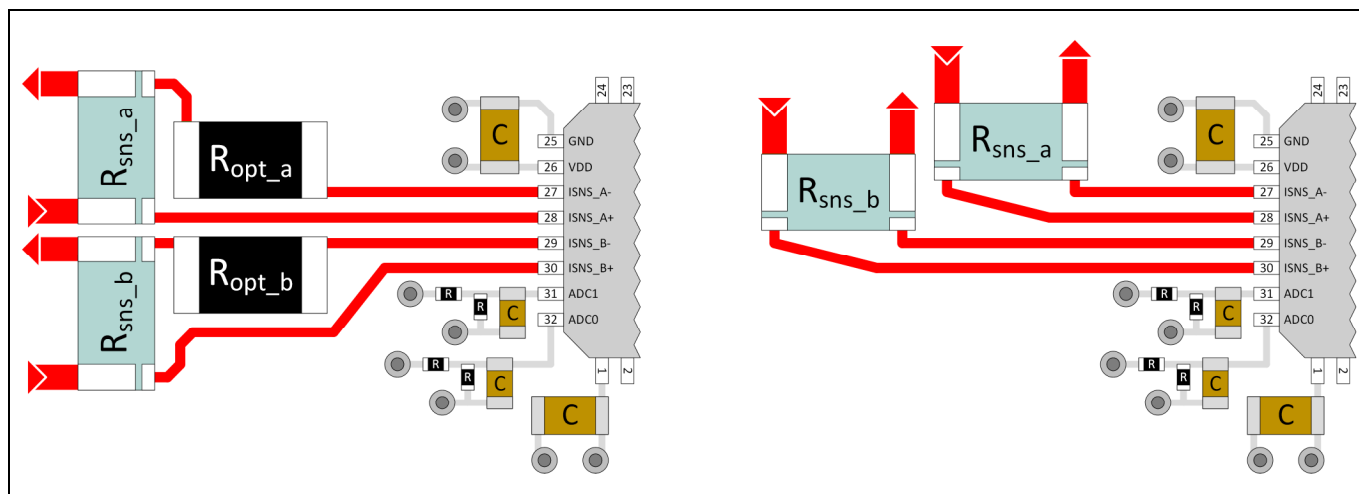 Rsns_a
Ropt_a
Rsns_b
Ropt_b
C
24
23
25 GND
26 VDD
27 ISNS_A-
28 ISNS_A+
29 ISNS_B-
30 ISNS_B+
31 ADC1
32 ADC0
R
R
C
R
R
C
1
2
C
Rsns_a
Rsns_b
C
24
23
25 GND
26 VDD
27 ISNS_A-
28 ISNS_A+
29 ISNS_B-
30 ISNS_B+
31 ADC1
32 ADC0
R
R
C
R
R
C
1
2
C